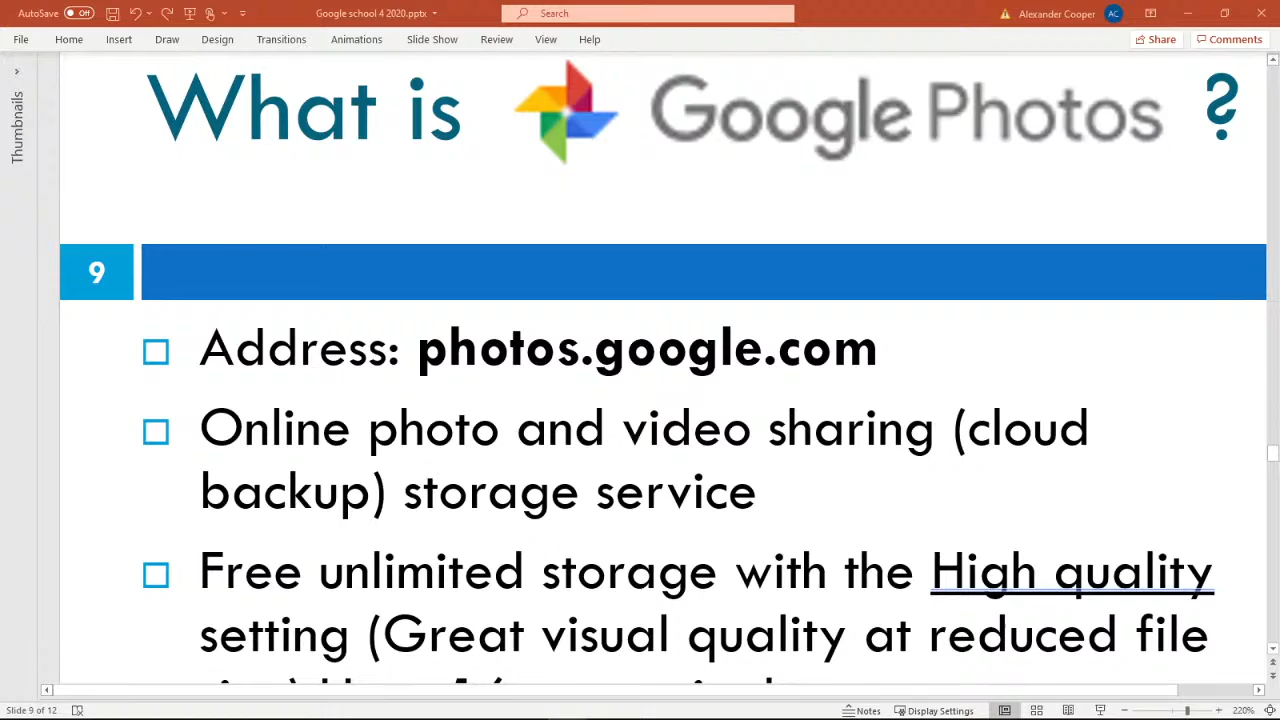 AutoSave Off Google school 4 2020.pptx Search Alexander Cooper AC
File Home Insert Draw Design Transitions Animations Slide Show Review View Help Share Comments
Thumbnails
What is Google Photos ?
9
Address: photos.google.com
Online photo and video sharing (cloud
backup) storage service
Free unlimited storage with the High quality
setting (Great visual quality at reduced file
Slide 9 of 12 Notes Display Settings 220%